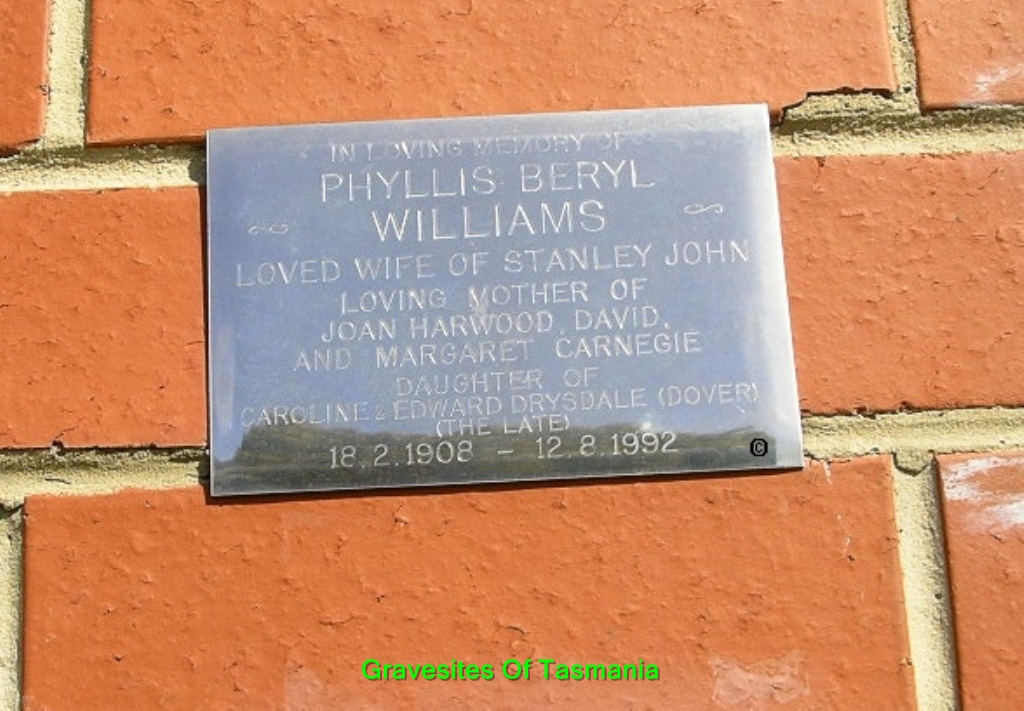 IN LOVING MEMORY OF
PHYLLIS BERYL
WILLIAMS
LOVED WIFE OF STANLEY JOHN
LOVING MOTHER OF
JOAN HARWOOD, DAVID,
AND MARGARET CARNEGIE
DAUGHTER OF
CAROLINE & EDWARD DRYSDALE (DOVER)
(THE LATE)
18.2.1908 - 12.8.1992
©
Gravesites Of Tasmania